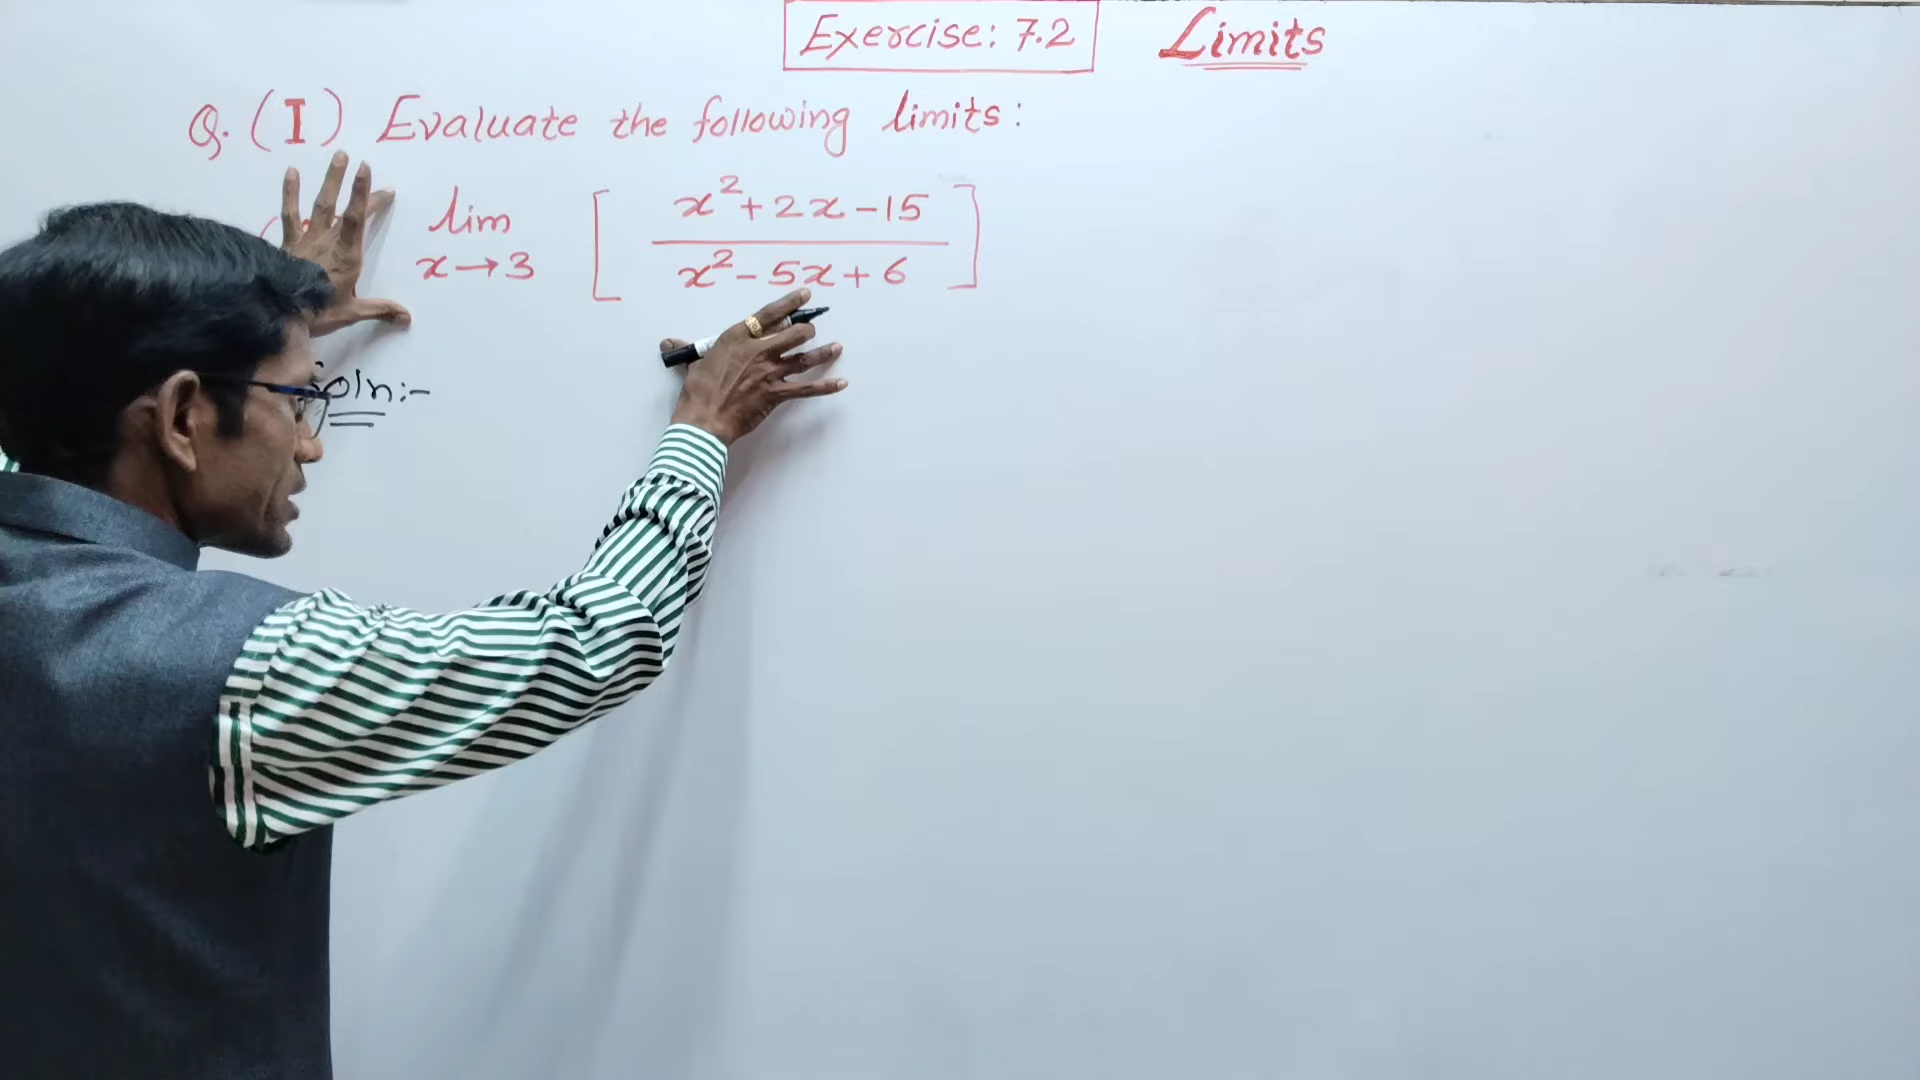 Exercise: 7.2 Limits
Q. (I) Evaluate the following limits:
lim x→3 [ x²+2x-15 / x²-5x+6 ]
Soln:-